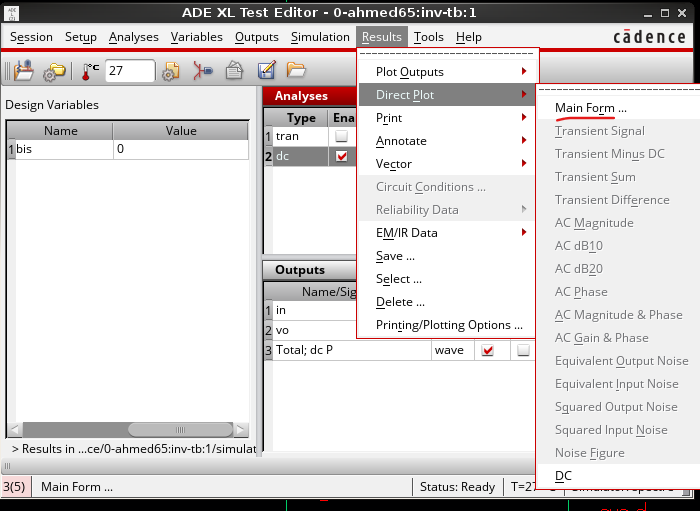 ADE XL Test Editor - 0-ahmed65:inv-tb:1
Session Setup Analyses Variables Outputs Simulation Results Tools Help cādence
°C 27
Design Variables
Name Value
1 bis 0
Analyses
Type Ena
1 tran
2 dc
Outputs
Name/Sig
1 in
2 vo
3 Total; dc P wave
> Results in ...ce/0-ahmed65:inv-tb:1/simulat
Plot Outputs
Direct Plot
Print
Annotate
Vector
Circuit Conditions ...
Reliability Data
EM/IR Data
Save ...
Select ...
Delete ...
Printing/Plotting Options ...
Main Form ...
Transient Signal
Transient Minus DC
Transient Sum
Transient Difference
AC Magnitude
AC dB10
AC dB20
AC Phase
AC Magnitude & Phase
AC Gain & Phase
Equivalent Output Noise
Equivalent Input Noise
Squared Output Noise
Squared Input Noise
Noise Figure
DC
3(5) Main Form ... Status: Ready